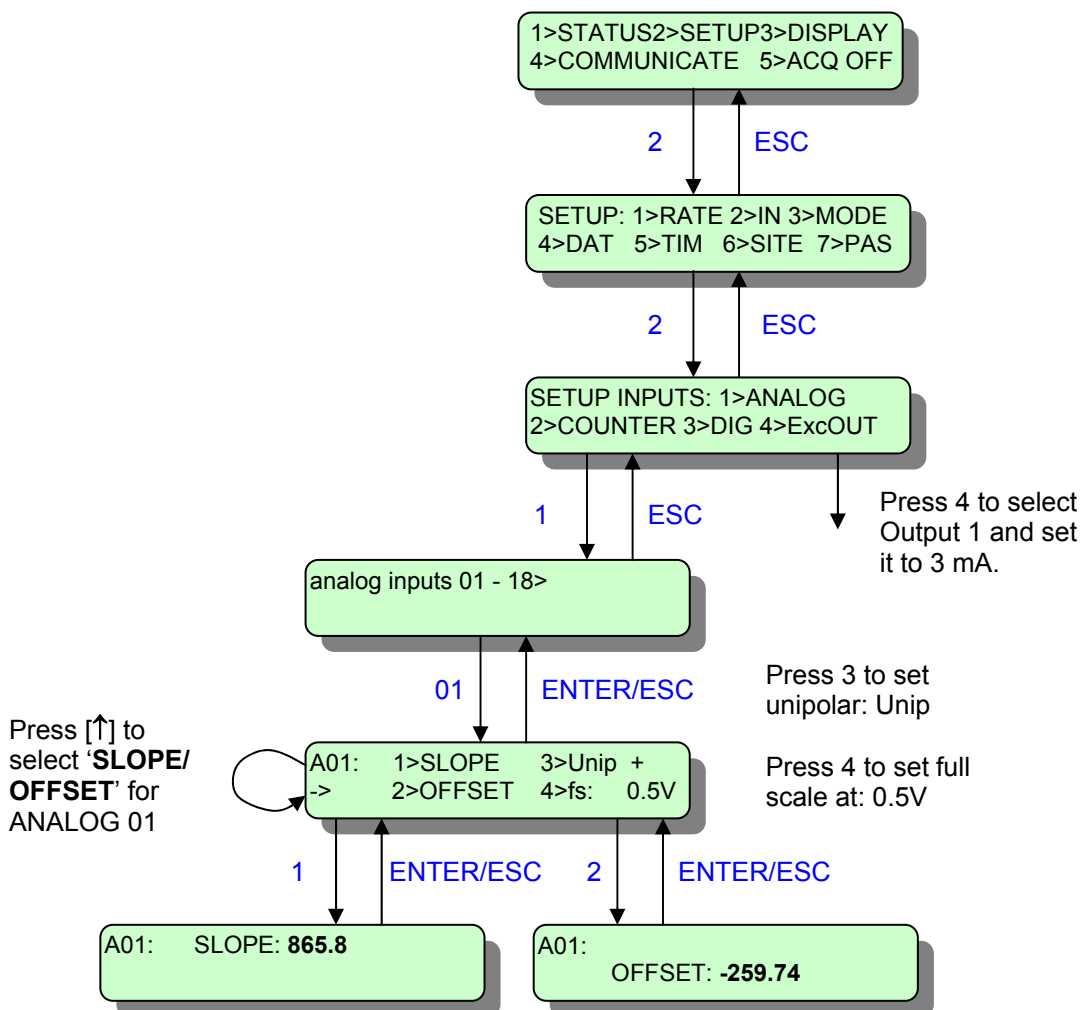 1>STATUS2>SETUP3>DISPLAY
4>COMMUNICATE 5>ACQ OFF
2
ESC
SETUP: 1>RATE 2>IN 3>MODE
4>DAT 5>TIM 6>SITE 7>PAS
2
ESC
SETUP INPUTS: 1>ANALOG
2>COUNTER 3>DIG 4>ExcOUT
1
ESC
Press 4 to select
Output 1 and set
it to 3 mA.
analog inputs 01 - 18>
01
ENTER/ESC
Press 3 to set
unipolar: Unip
Press [↑] to
select ‘SLOPE/
OFFSET’ for
ANALOG 01
A01: 1>SLOPE 3>Unip +
-> 2>OFFSET 4>fs: 0.5V
Press 4 to set full
scale at: 0.5V
1
ENTER/ESC
2
ENTER/ESC
A01: SLOPE: 865.8
A01:
OFFSET: -259.74